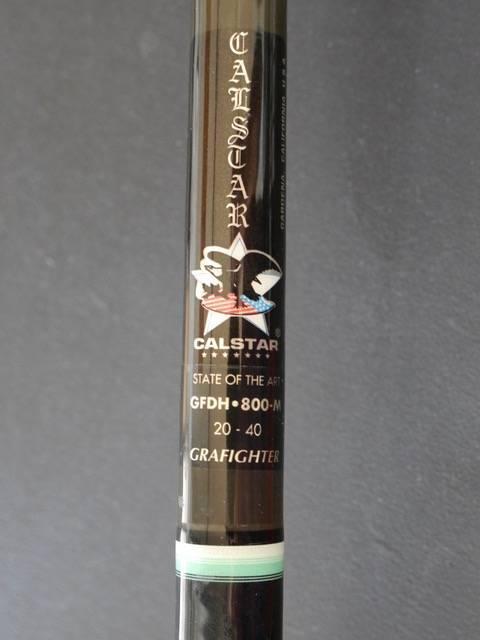 CALSTAR
GARDENA, CALIFORNIA, U.S.A.
CALSTAR
STATE OF THE ART
GFDH•800-M
20 - 40
GRAFIGHTER